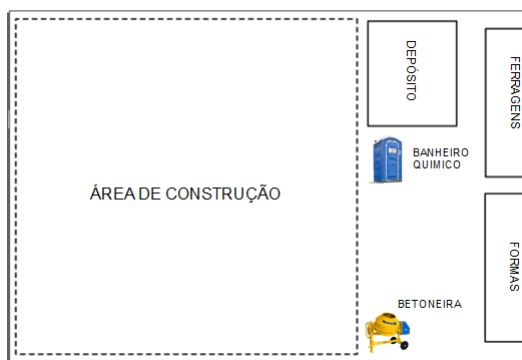 DEPÓSITO
FERRAGENS
BANHEIRO
QUIMICO
ÁREA DE CONSTRUÇÃO
FORMAS
BETONEIRA